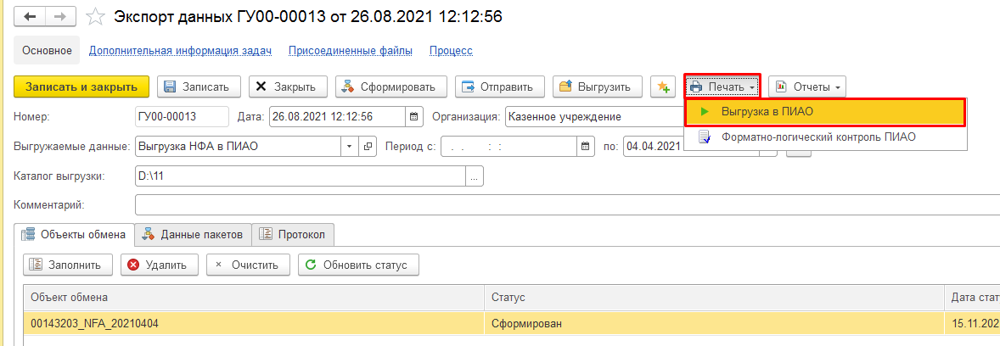 Экспорт данных ГУ00-00013 от 26.08.2021 12:12:56
Основное Дополнительная информация задач Присоединенные файлы Процесс
Записать и закрыть Записать Закрыть Сформировать Отправить Выгрузить Печать Отчеты
Выгрузка в ПИАО
Форматно-логический контроль ПИАО
Номер: ГУ00-00013 Дата: 26.08.2021 12:12:56 Организация: Казенное учреждение
Выгружаемые данные: Выгрузка НФА в ПИАО Период с: . . : : по: 04.04.2021
Каталог выгрузки: D:\11 ...
Комментарий:
Объекты обмена Данные пакетов Протокол
Заполнить Удалить Очистить Обновить статус
Объект обмена Статус Дата стат
00143203_NFA_20210404 Сформирован 15.11.202